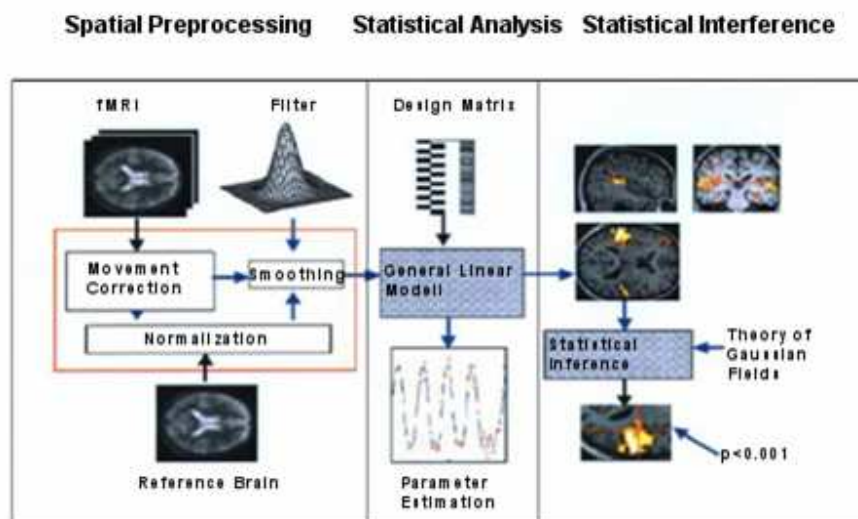 Spatial Preprocessing
Statistical Analysis
Statistical Interference
fMRI
Filter
Movement
Correction
Smoothing
Normalization
Reference Brain
Design Matrix
General Linear
Modell
Parameter
Estimation
Statistical
Inference
Theory of
Gaussian
Fields
p<0.001